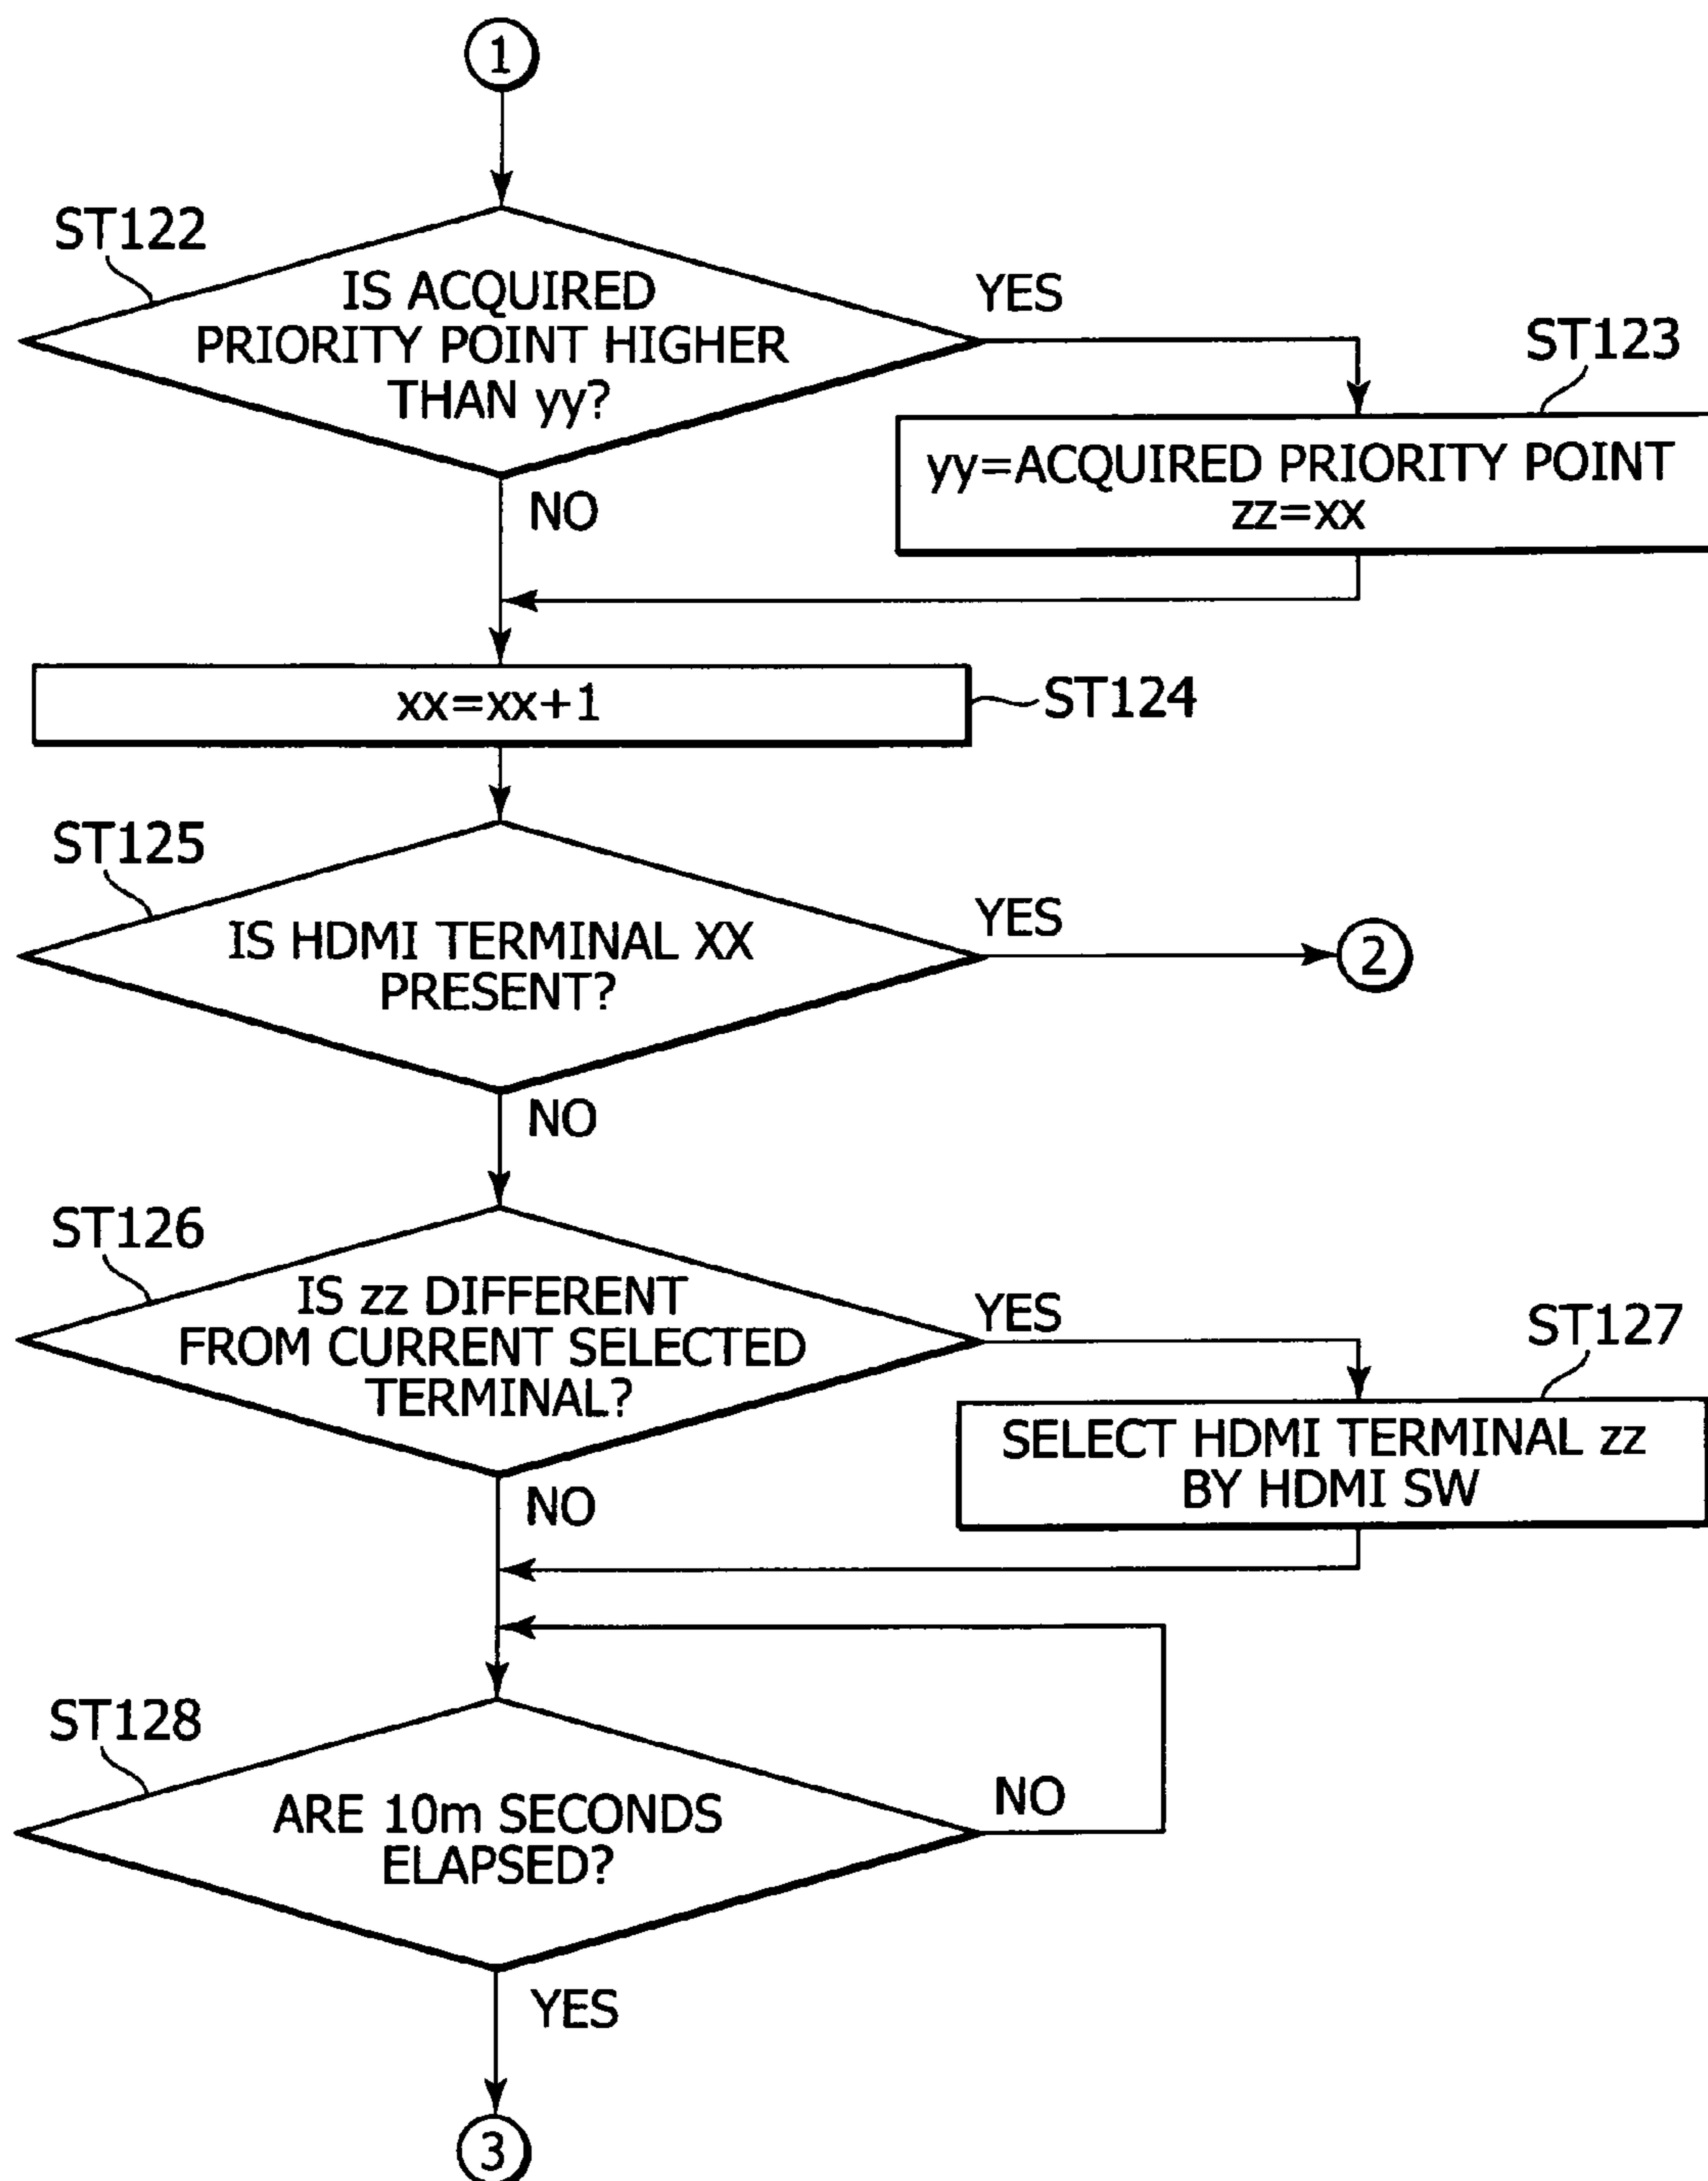 1
ST122
IS ACQUIRED
PRIORITY POINT HIGHER
THAN yy?
YES
NO
ST123
yy=ACQUIRED PRIORITY POINT
zz=xx
xx=xx+1
ST124
ST125
IS HDMI TERMINAL XX
PRESENT?
YES
2
NO
ST126
IS zz DIFFERENT
FROM CURRENT SELECTED
TERMINAL?
YES
NO
ST127
SELECT HDMI TERMINAL zz
BY HDMI SW
ST128
ARE 10m SECONDS
ELAPSED?
NO
YES
3